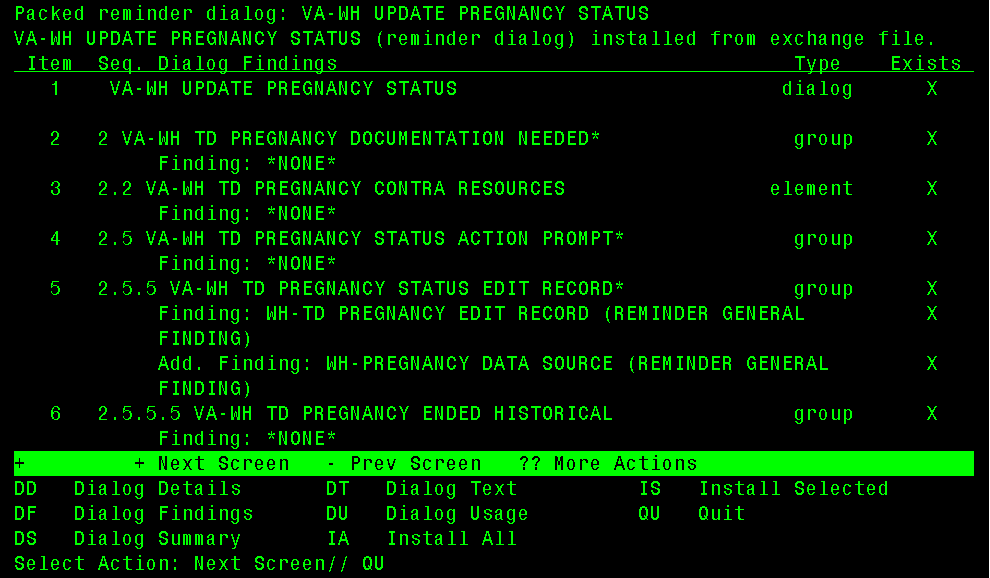 Packed reminder dialog: VA-WH UPDATE PREGNANCY STATUS
VA-WH UPDATE PREGNANCY STATUS (reminder dialog) installed from exchange file.
Item  Seq. Dialog Findings  Type  Exists
1  VA-WH UPDATE PREGNANCY STATUS  dialog  X
2  2 VA-WH TD PREGNANCY DOCUMENTATION NEEDED*  group  X
Finding: *NONE*
3  2.2 VA-WH TD PREGNANCY CONTRA RESOURCES  element  X
Finding: *NONE*
4  2.5 VA-WH TD PREGNANCY STATUS ACTION PROMPT*  group  X
Finding: *NONE*
5  2.5.5 VA-WH TD PREGNANCY STATUS EDIT RECORD*  group  X
Finding: WH-TD PREGNANCY EDIT RECORD (REMINDER GENERAL  X
FINDING)
Add. Finding: WH-PREGNANCY DATA SOURCE (REMINDER GENERAL  X
FINDING)
6  2.5.5.5 VA-WH TD PREGNANCY ENDED HISTORICAL  group  X
Finding: *NONE*
+  + Next Screen  - Prev Screen  ?? More Actions
DD  Dialog Details  DT  Dialog Text  IS  Install Selected
DF  Dialog Findings  DU  Dialog Usage  QU  Quit
DS  Dialog Summary  IA  Install All
Select Action: Next Screen// QU